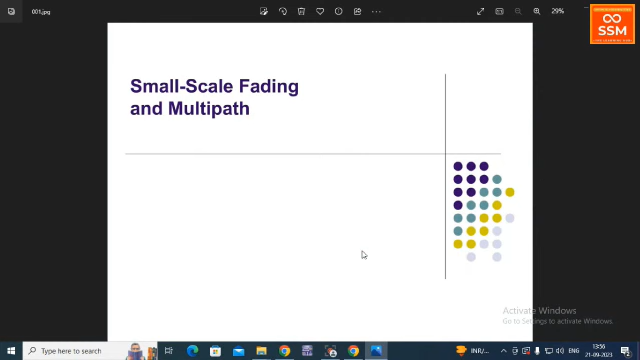 001.jpg
29%
SSM
Small-Scale Fading
and Multipath
Activate Windows
Go to Settings to activate Windows.
Type here to search
INR/...
ENG
13:56
21-09-2023